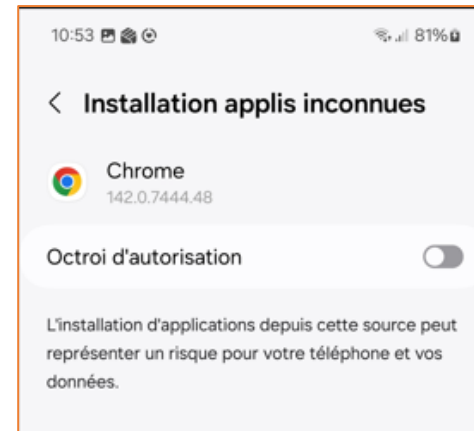 10:53 81%
Installation applis inconnues
Chrome
142.0.7444.48
Octroi d'autorisation
L'installation d'applications depuis cette source peut
représenter un risque pour votre téléphone et vos
données.